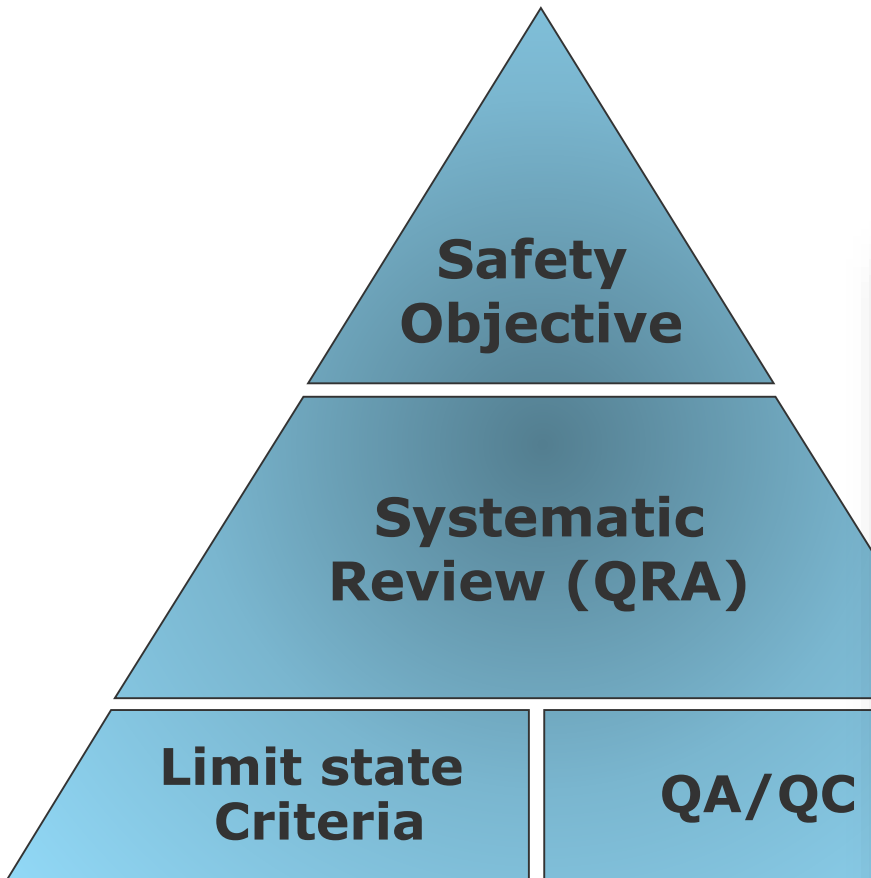 Safety
Objective
Systematic
Review (QRA)
Limit state
Criteria
QA/QC